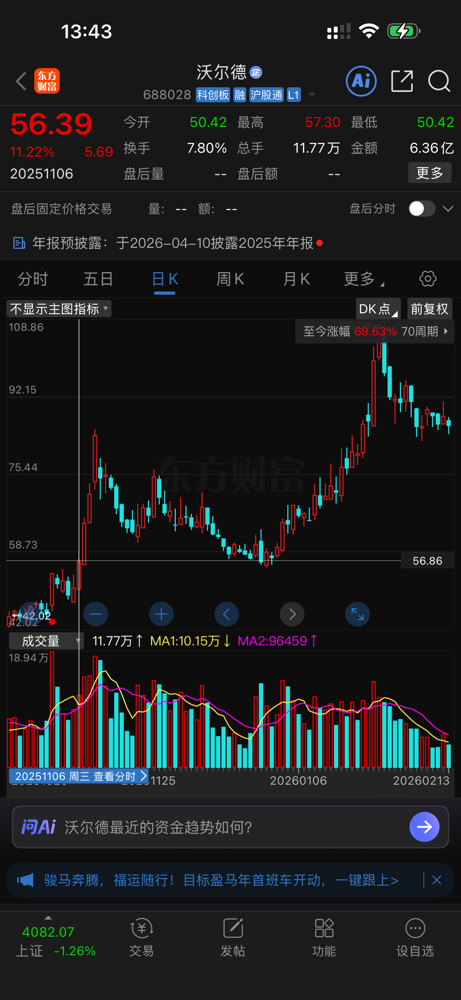 13:43
东方财富
沃尔德 企
688028 科创板 融 沪股通 L1
Ai
56.39 今开 50.42 最高 57.30 最低 50.42
11.22% 5.69 换手 7.80% 总手 11.77万 金额 6.36亿
20251106 盘后量 -- 盘后额 -- 更多
盘后固定价格交易 量: -- 额: -- 盘后分时
年报预披露：于2026-04-10披露2025年年报
分时 五日 日K 周K 月K 更多
不显示主图指标 DK点 前复权
108.86 108.86
至今涨幅 69.63% 70周期
92.15
东方财富
75.44
58.73
56.86
42.02
42.02
成交量 11.77万↑ MA1:10.15万↓ MA2:96459↑
18.94万
20251106 周三 查看分时
1125 20260106 20260213
问Ai 沃尔德最近的资金趋势如何?
骏马奔腾，福运随行！目标盈马年首班车开动，一键跟上>
4082.07
上证 -1.26% 交易 发帖 功能 设自选